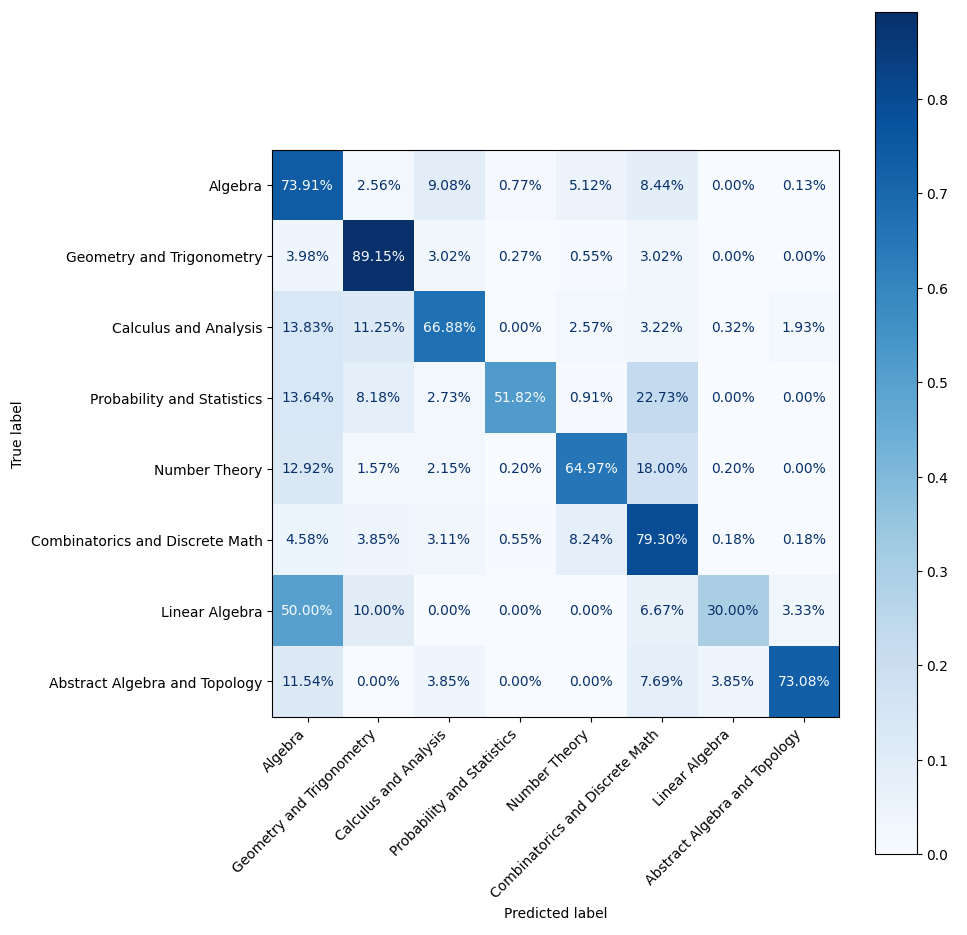 Algebra 73.91% 2.56% 9.08% 0.77% 5.12% 8.44% 0.00% 0.13%
Geometry and Trigonometry 3.98% 89.15% 3.02% 0.27% 0.55% 3.02% 0.00% 0.00%
Calculus and Analysis 13.83% 11.25% 66.88% 0.00% 2.57% 3.22% 0.32% 1.93%
Probability and Statistics 13.64% 8.18% 2.73% 51.82% 0.91% 22.73% 0.00% 0.00%
Number Theory 12.92% 1.57% 2.15% 0.20% 64.97% 18.00% 0.20% 0.00%
Combinatorics and Discrete Math 4.58% 3.85% 3.11% 0.55% 8.24% 79.30% 0.18% 0.18%
Linear Algebra 50.00% 10.00% 0.00% 0.00% 0.00% 6.67% 30.00% 3.33%
Abstract Algebra and Topology 11.54% 0.00% 3.85% 0.00% 0.00% 7.69% 3.85% 73.08%
True label
Algebra
Geometry and Trigonometry
Calculus and Analysis
Probability and Statistics
Number Theory
Combinatorics and Discrete Math
Linear Algebra
Abstract Algebra and Topology
Predicted label
0.8
0.7
0.6
0.5
0.4
0.3
0.2
0.1
0.0